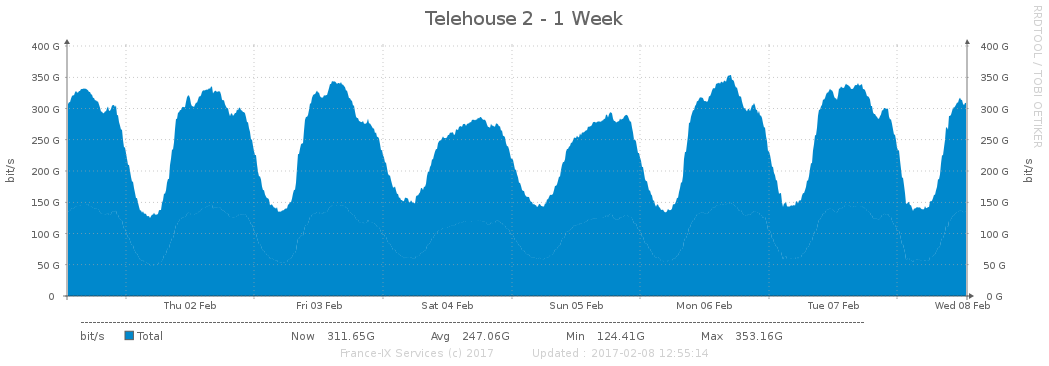 Telehouse 2 - 1 Week
RRDTOOL / TOBI OETIKER
400 G 400 G
350 G 350 G
300 G 300 G
250 G 250 G
200 G 200 G
150 G 150 G
100 G 100 G
50 G 50 G
0 0 G
bit/s bit/s
Thu 02 Feb Fri 03 Feb Sat 04 Feb Sun 05 Feb Mon 06 Feb Tue 07 Feb Wed 08 Feb
bit/s Total Now 311.65G Avg 247.06G Min 124.41G Max 353.16G
France-IX Services (c) 2017 Updated : 2017-02-08 12:55:14